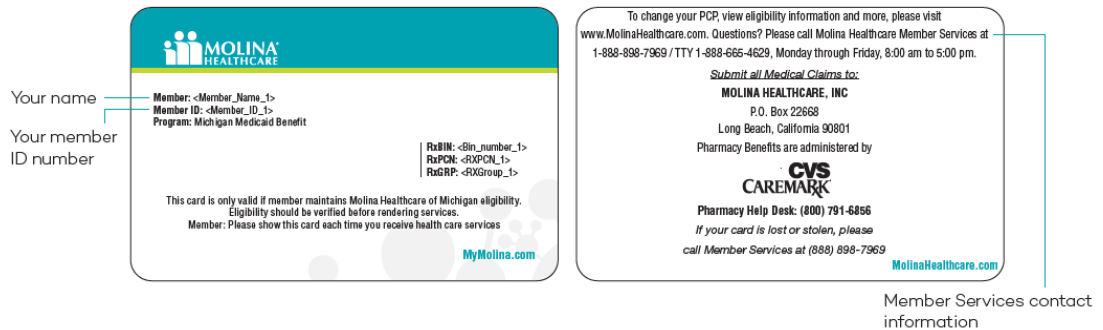 MOLINA®
HEALTHCARE
Your name
Member: <Member_Name_1>
Your member
ID number
Member ID: <Member_ID_1>
Program: Michigan Medicaid Benefit
RxBIN: <Bin_number_1>
RxPCN: <RXPCN_1>
RxGRP: <RXGroup_1>
This card is only valid if member maintains Molina Healthcare of Michigan eligibility.
Eligibility should be verified before rendering services.
Member: Please show this card each time you receive health care services
MyMolina.com
To change your PCP, view eligibility information and more, please visit
www.MolinaHealthcare.com. Questions? Please call Molina Healthcare Member Services at
1-888-898-7969 / TTY 1-888-665-4629, Monday through Friday, 8:00 am to 5:00 pm.
Submit all Medical Claims to:
MOLINA HEALTHCARE, INC
P.O. Box 22668
Long Beach, California 90801
Pharmacy Benefits are administered by
CVS
CAREMARK
Pharmacy Help Desk: (800) 791-6856
If your card is lost or stolen, please
call Member Services at (888) 898-7969
MolinaHealthcare.com
Member Services contact
information